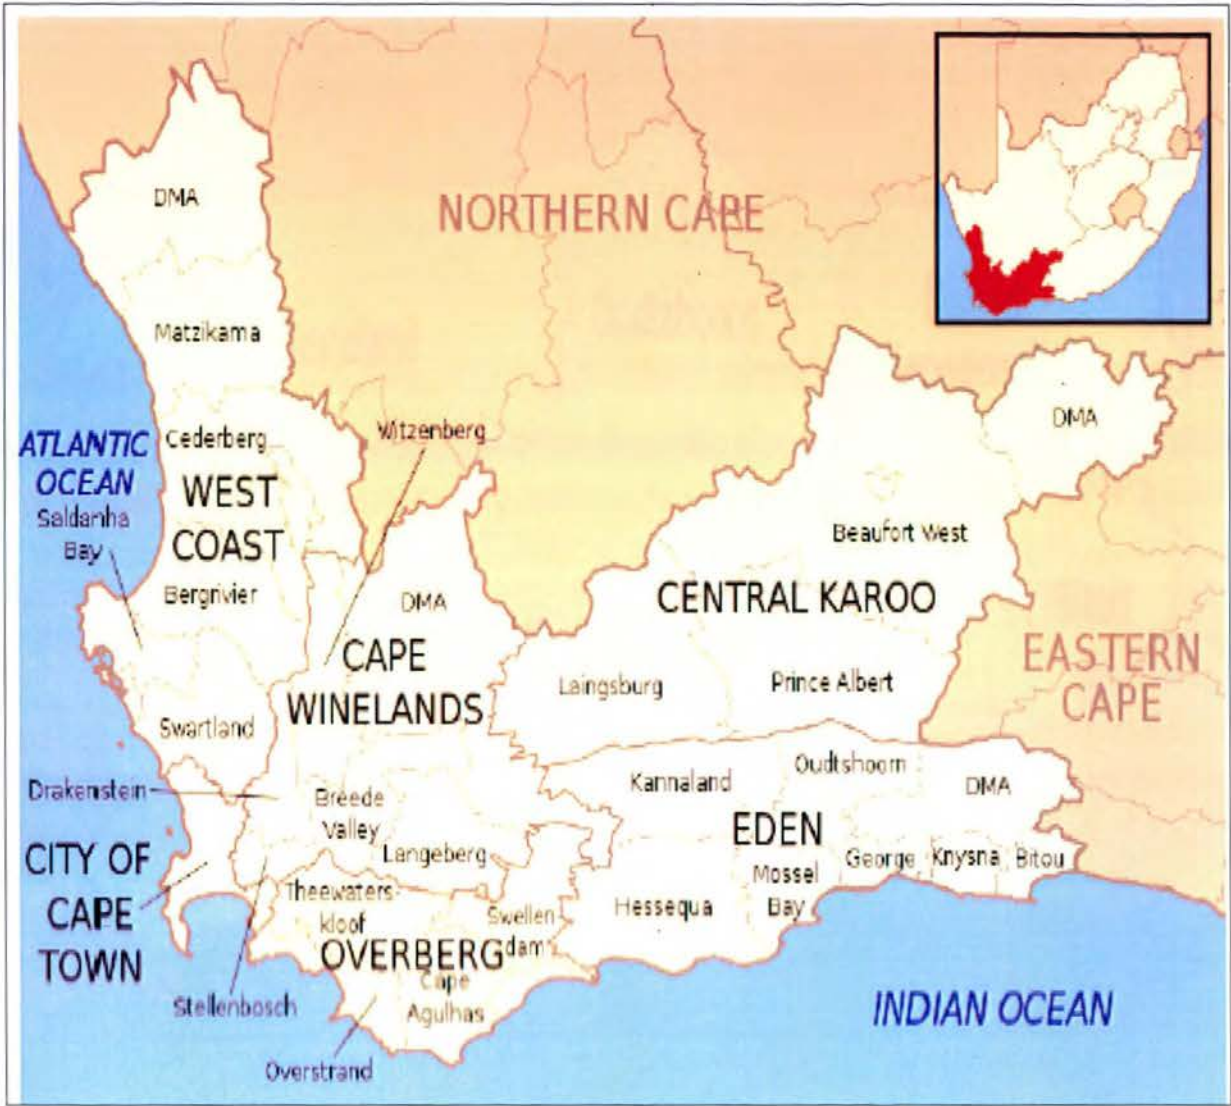 DMA
NORTHERN CAPE
Matzikama
ATLANTIC
OCEAN
Cederberg
Witzenberg
DMA
WEST
COAST
Saldanha
Bay
Beaufort West
Bergrivier
DMA
CENTRAL KAROO
CAPE
WINELANDS
EASTERN
CAPE
Laingsburg
Prince Albert
Swartland
Drakenstein
Breede
Valley
Langeberg
Kannaland
Oudtshoorn
DMA
EDEN
CITY OF
CAPE
TOWN
Mossel
Bay
George
Knysna
Bitou
Theewaters-
kloof
Swellen
dam
Hessequa
OVERBERG
Cape
Agulhas
Stellenbosch
Overstrand
INDIAN OCEAN